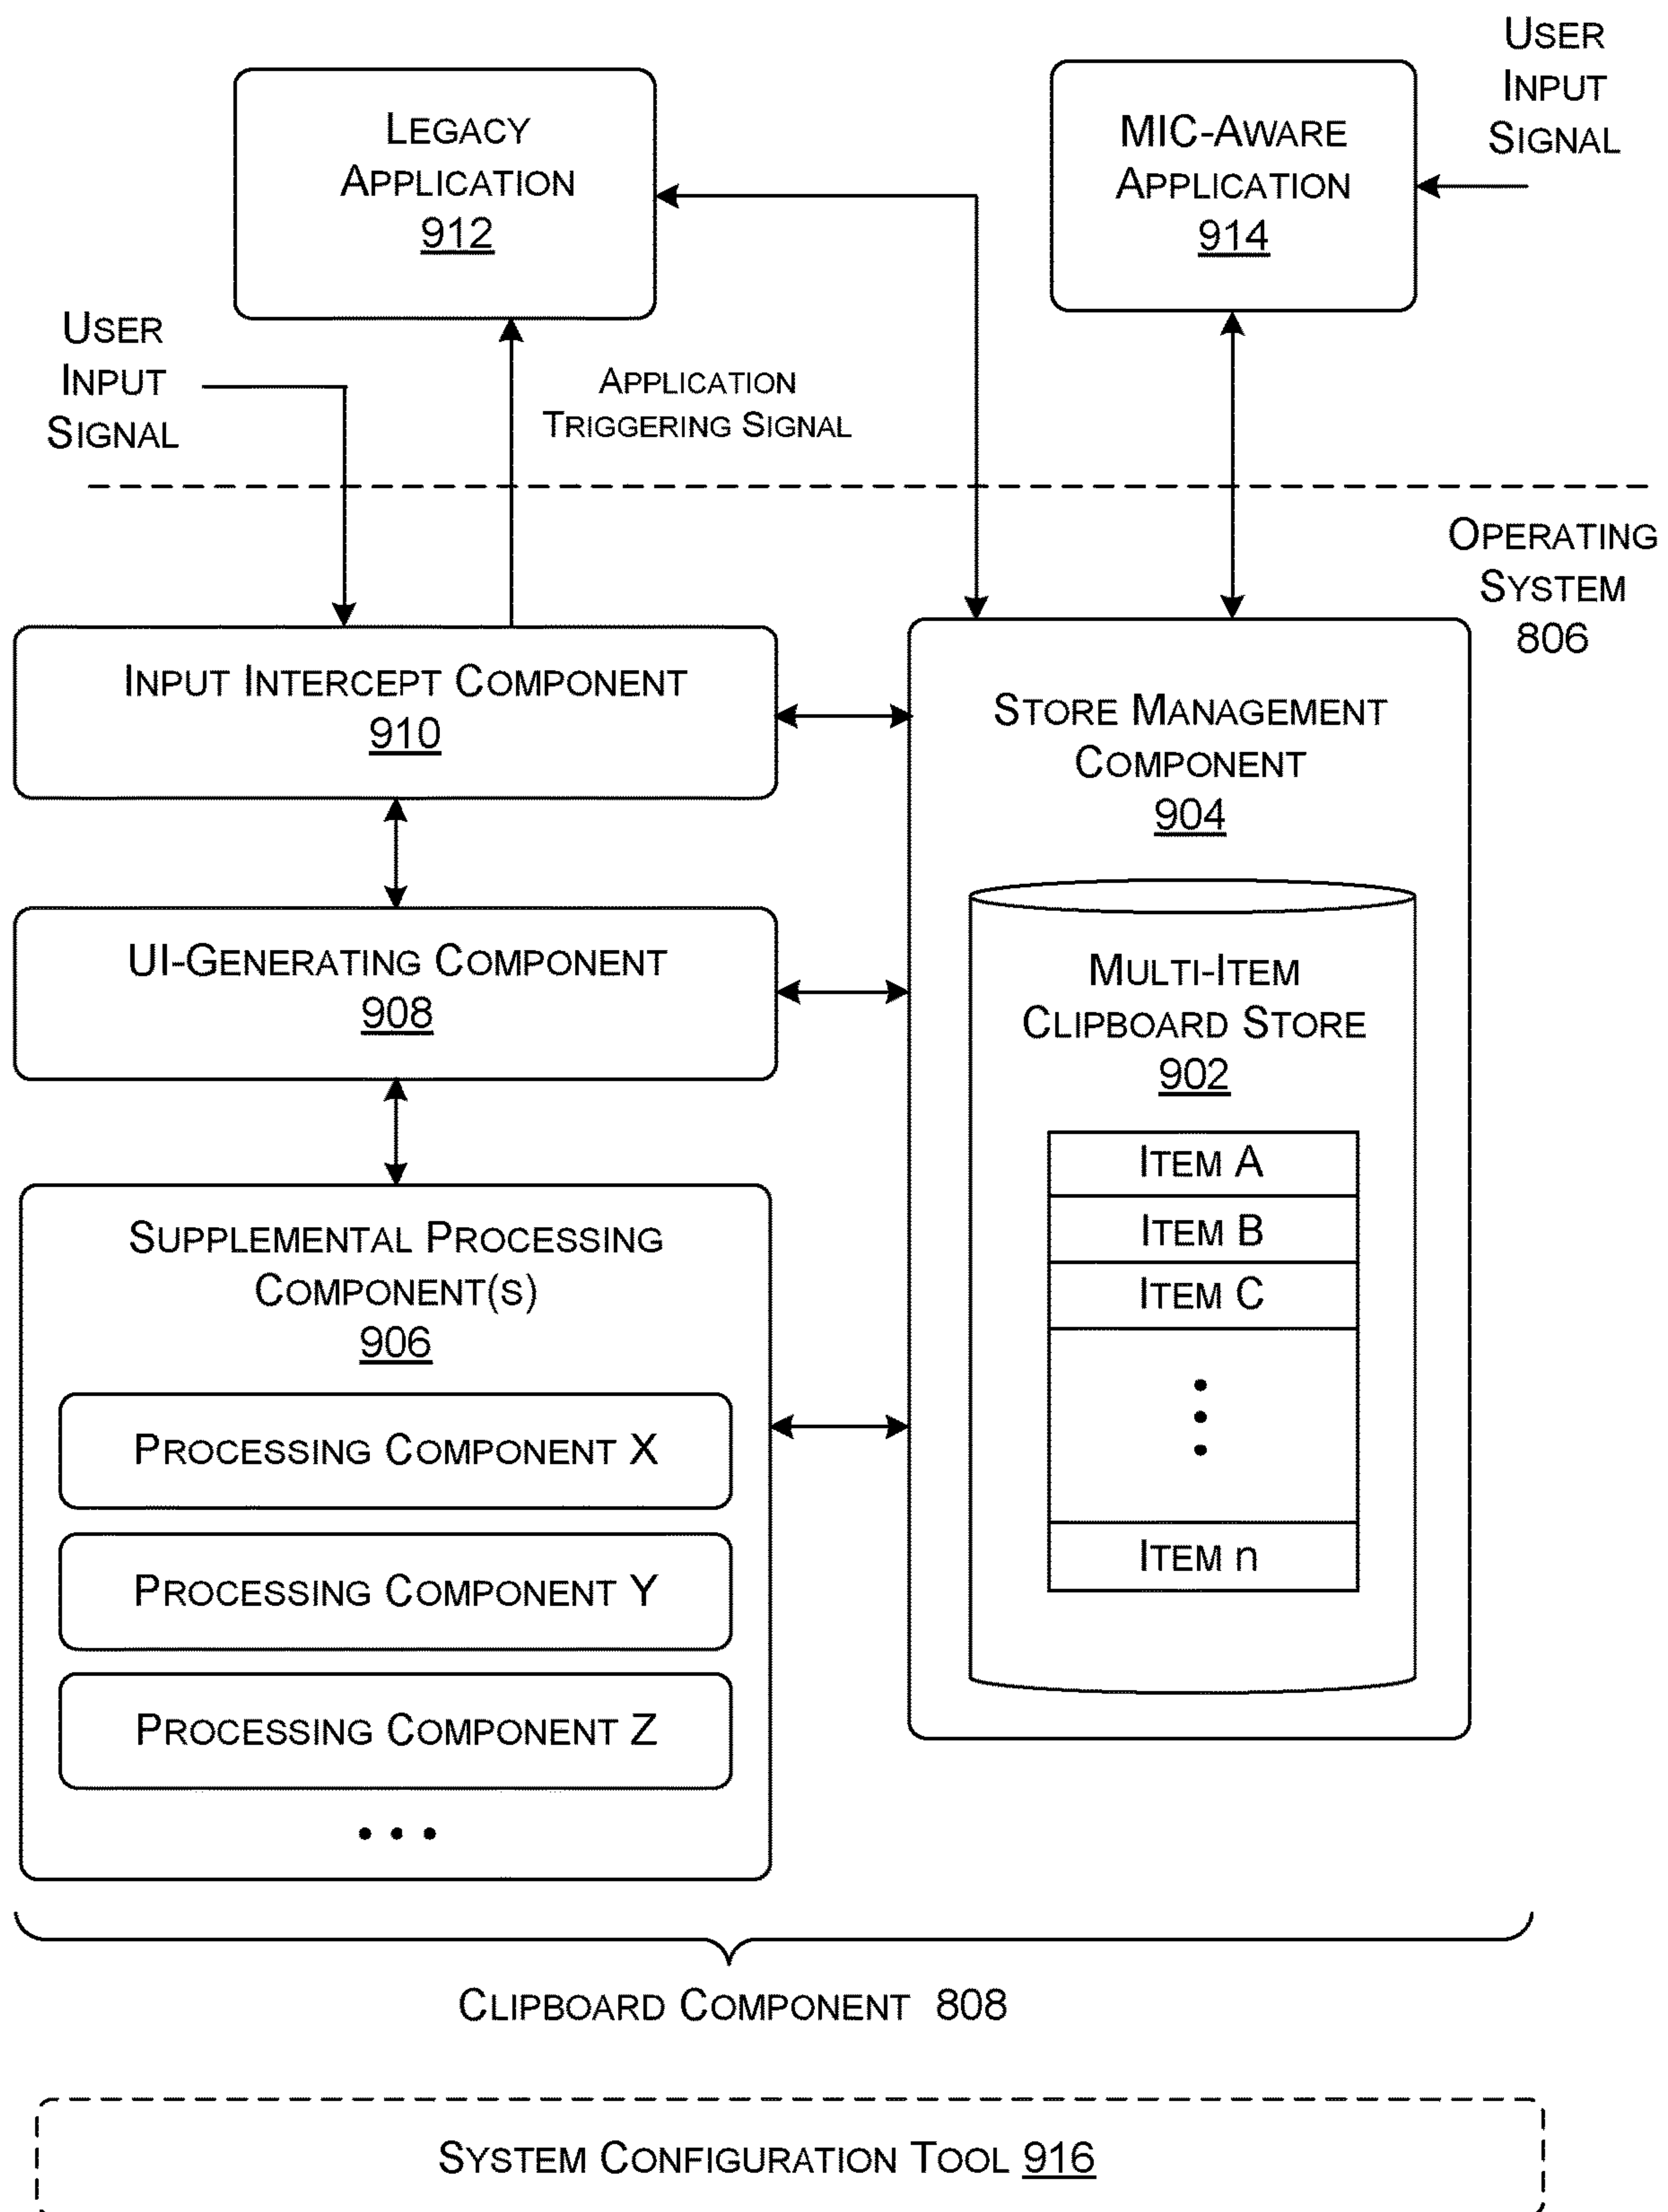 USER
INPUT
SIGNAL
LEGACY
APPLICATION
912
MIC-AWARE
APPLICATION
914
USER
INPUT
SIGNAL
APPLICATION
TRIGGERING SIGNAL
OPERATING
SYSTEM
806
INPUT INTERCEPT COMPONENT
910
STORE MANAGEMENT
COMPONENT
904
UI-GENERATING COMPONENT
908
MULTI-ITEM
CLIPBOARD STORE
902
ITEM A
ITEM B
ITEM C
ITEM n
SUPPLEMENTAL PROCESSING
COMPONENT(S)
906
PROCESSING COMPONENT X
PROCESSING COMPONENT Y
PROCESSING COMPONENT Z
CLIPBOARD COMPONENT 808
SYSTEM CONFIGURATION TOOL 916